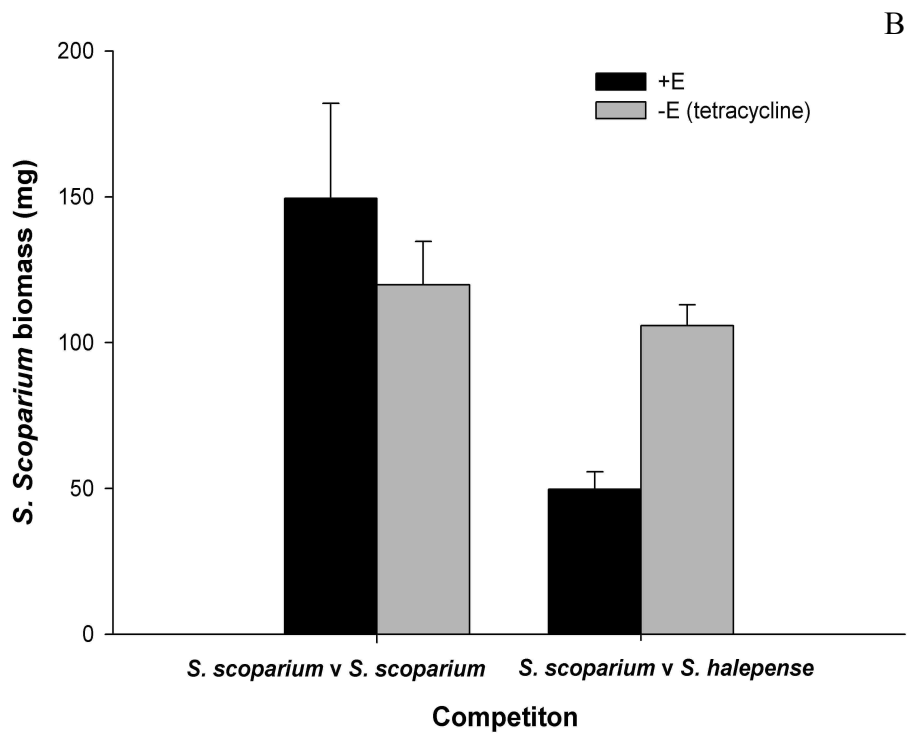 B
200
150
100
50
0
S. Scoparium biomass (mg)
+E
-E (tetracycline)
S. scoparium v S. scoparium
S. scoparium v S. halepense
Competiton